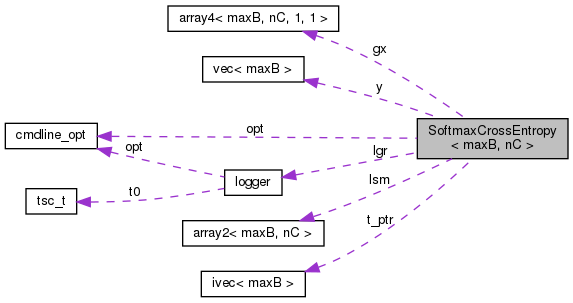 array4< maxB, nC, 1, 1 >
gx
vec< maxB >
y
SoftmaxCrossEntropy
< maxB, nC >
cmdline_opt
opt
opt
lgr
logger
lsm
t0
tsc_t
t_ptr
array2< maxB, nC >
ivec< maxB >